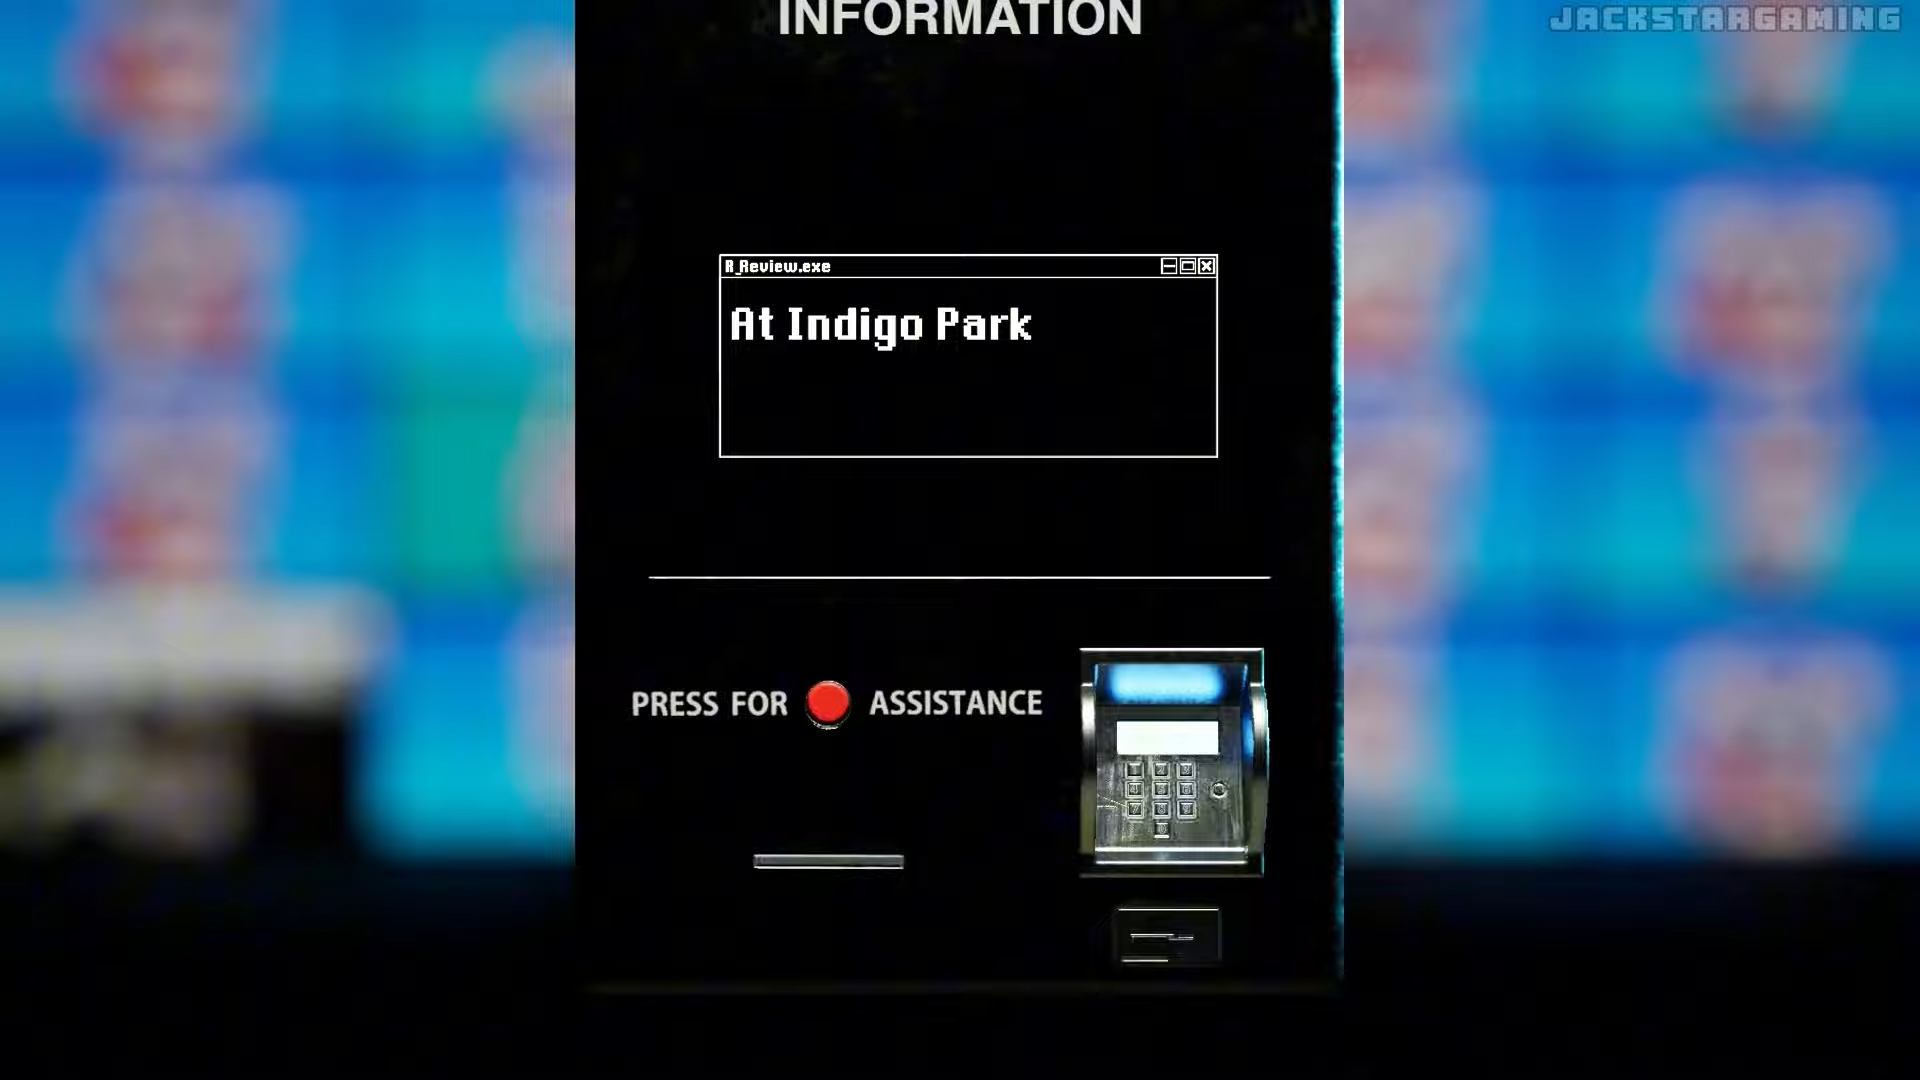 INFORMATION
JACKSTARGAMING
R_Review.exe
At Indigo Park
PRESS FOR ASSISTANCE